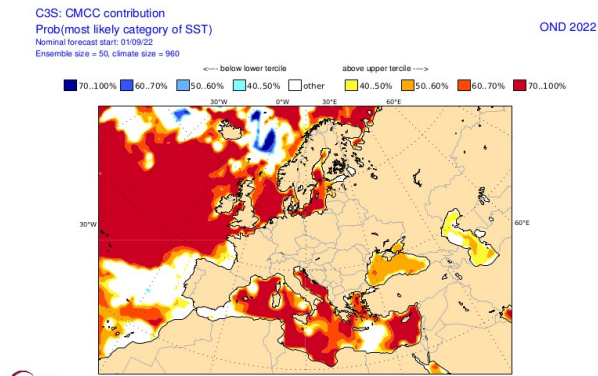 C3S: CMCC contribution
Prob(most likely category of SST)
OND 2022
Nominal forecast start: 01/09/22
Ensemble size = 50, climate size = 960
<---- below lower tercile
above upper tercile ---->
70..100% 60..70% 50..60% 40..50% other 40..50% 50..60% 60..70% 70..100%
30°W 0°W 30°E 60°E
30°W
60°E